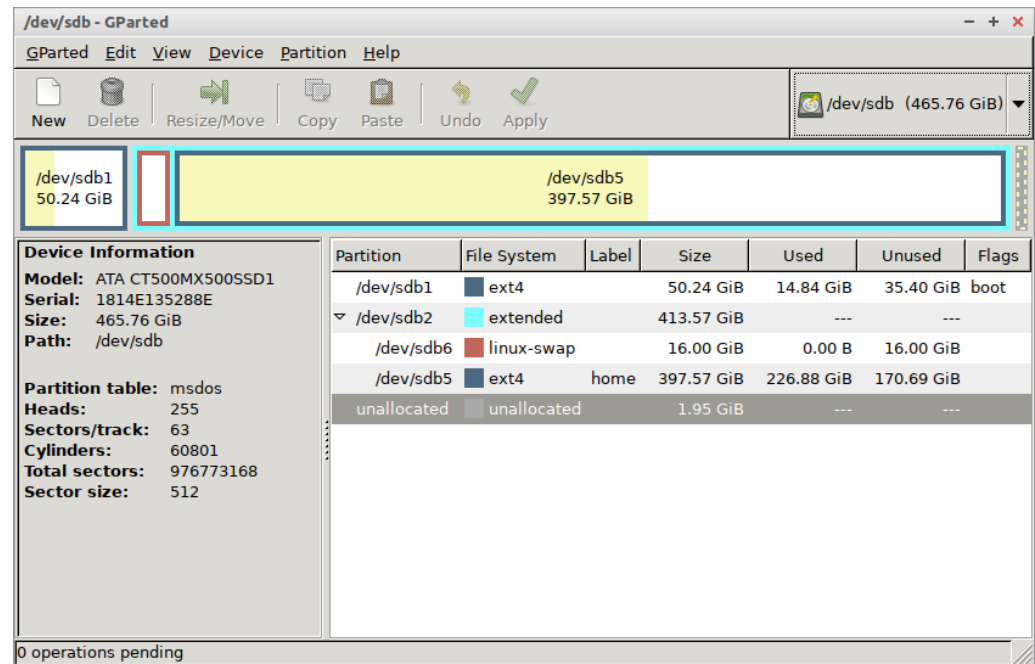 /dev/sdb - GParted
GParted Edit View Device Partition Help
New Delete Resize/Move Copy Paste Undo Apply /dev/sdb (465.76 GiB)
/dev/sdb1
50.24 GiB
/dev/sdb5
397.57 GiB
Device Information
Model: ATA CT500MX500SSD1
Serial: 1814E135288E
Size: 465.76 GiB
Path: /dev/sdb
Partition table: msdos
Heads: 255
Sectors/track: 63
Cylinders: 60801
Total sectors: 976773168
Sector size: 512
Partition File System Label Size Used Unused Flags
/dev/sdb1 ext4 50.24 GiB 14.84 GiB 35.40 GiB boot
/dev/sdb2 extended 413.57 GiB --- ---
/dev/sdb6 linux-swap 16.00 GiB 0.00 B 16.00 GiB
/dev/sdb5 ext4 home 397.57 GiB 226.88 GiB 170.69 GiB
unallocated unallocated 1.95 GiB --- ---
0 operations pending